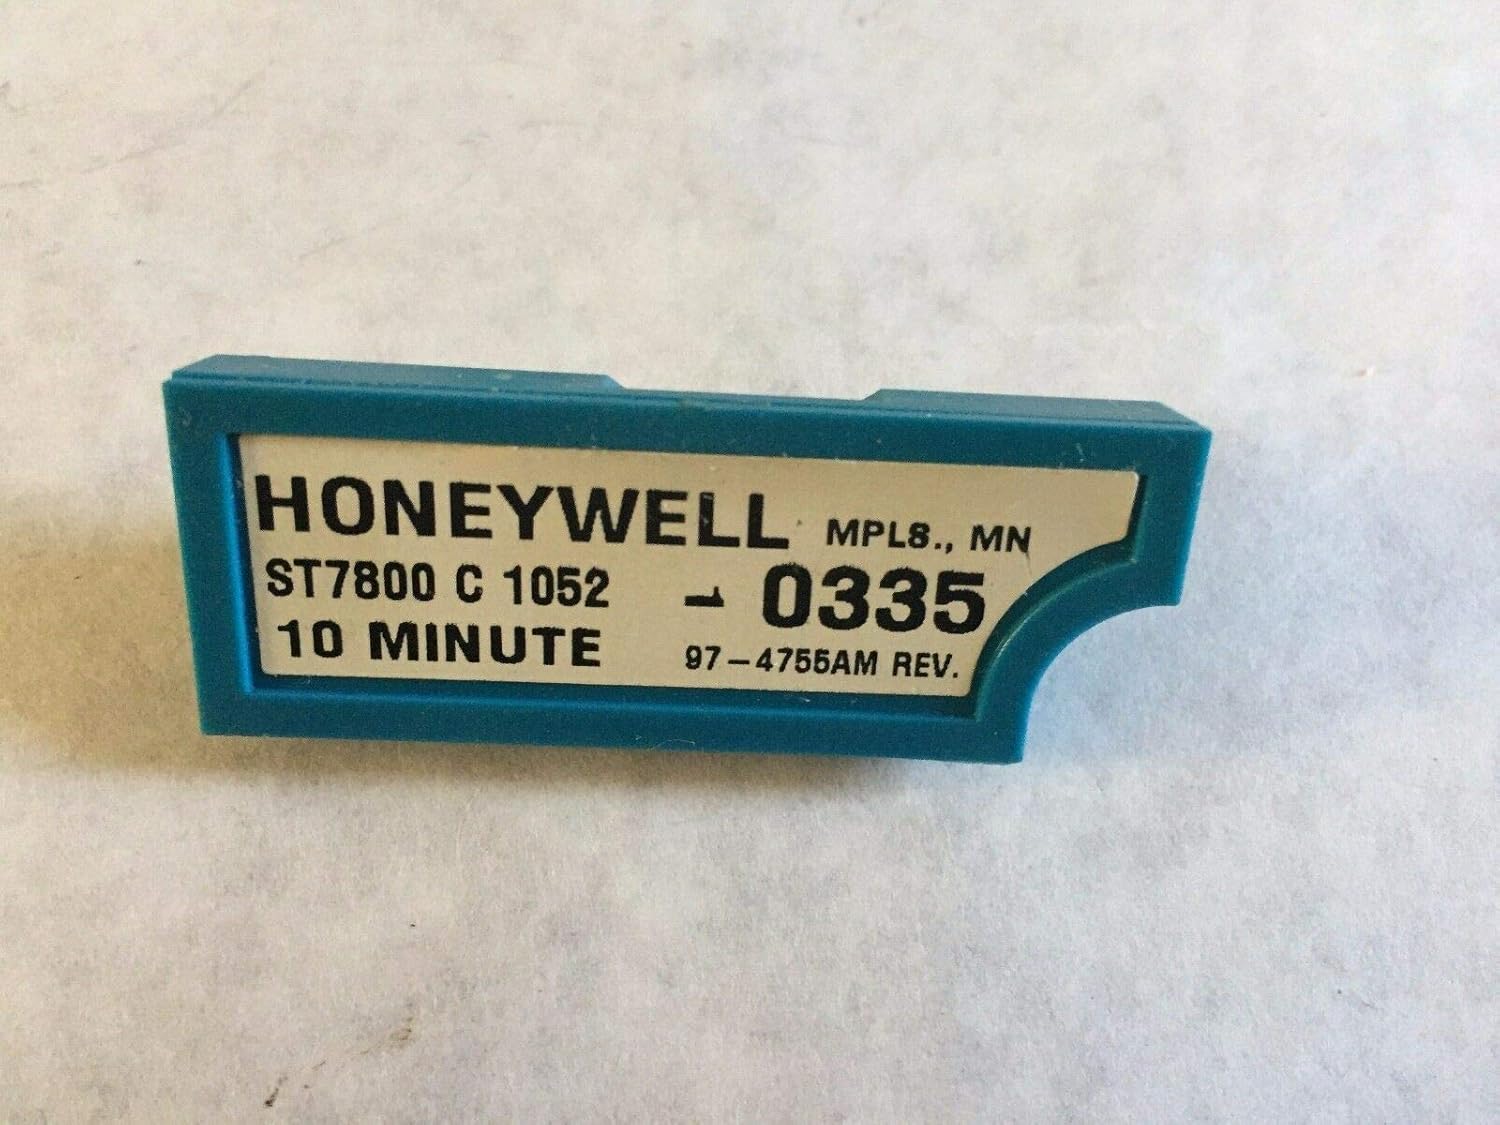 HONEYWELL MPLS., MN
ST7800 C 1052 - 0335
10 MINUTE 97-4755AM REV.